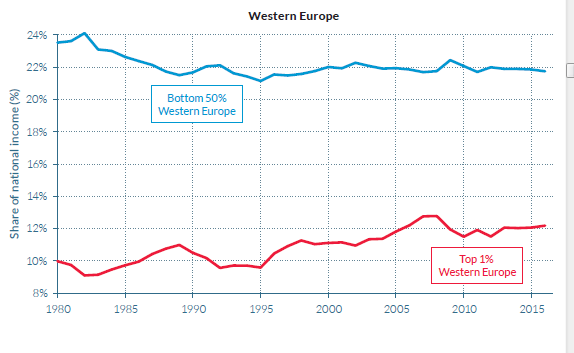 Western Europe
Share of national income (%)
24%
22%
20%
18%
16%
14%
12%
10%
8%
Bottom 50%
Western Europe
Top 1%
Western Europe
1980 1985 1990 1995 2000 2005 2010 2015